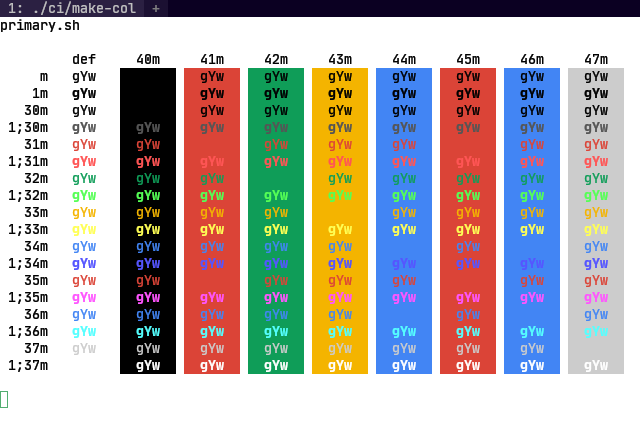 1: ./ci/make-col +
primary.sh
def 40m 41m 42m 43m 44m 45m 46m 47m
m gYw gYw gYw gYw gYw gYw gYw gYw
1m gYw gYw gYw gYw gYw gYw gYw gYw
30m gYw gYw gYw gYw gYw gYw gYw gYw
1;30m gYw gYw gYw gYw gYw gYw gYw gYw gYw
31m gYw gYw gYw gYw gYw gYw gYw
1;31m gYw gYw gYw gYw gYw gYw gYw gYw gYw
32m gYw gYw gYw gYw gYw gYw gYw gYw
1;32m gYw gYw gYw gYw gYw gYw gYw gYw gYw
33m gYw gYw gYw gYw gYw gYw gYw gYw
1;33m gYw gYw gYw gYw gYw gYw gYw gYw gYw
34m gYw gYw gYw gYw gYw gYw gYw
1;34m gYw gYw gYw gYw gYw gYw gYw gYw gYw
35m gYw gYw gYw gYw gYw gYw gYw
1;35m gYw gYw gYw gYw gYw gYw gYw gYw gYw
36m gYw gYw gYw gYw gYw gYw gYw
1;36m gYw gYw gYw gYw gYw gYw gYw gYw gYw
37m gYw gYw gYw gYw gYw gYw gYw gYw
1;37m gYw gYw gYw gYw gYw gYw gYw gYw